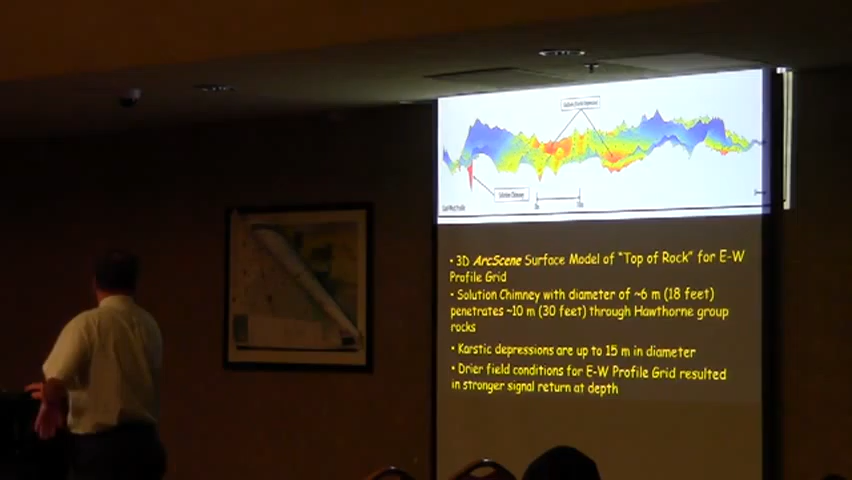 Solution Chimney
• 3D ArcScene Surface Model of "Top of Rock" for E-W
Profile Grid
• Solution Chimney with diameter of ~6 m (18 feet)
penetrates ~10 m (30 feet) through Hawthorne group
rocks
• Karstic depressions are up to 15 m in diameter
• Drier field conditions for E-W Profile Grid resulted
in stronger signal return at depth